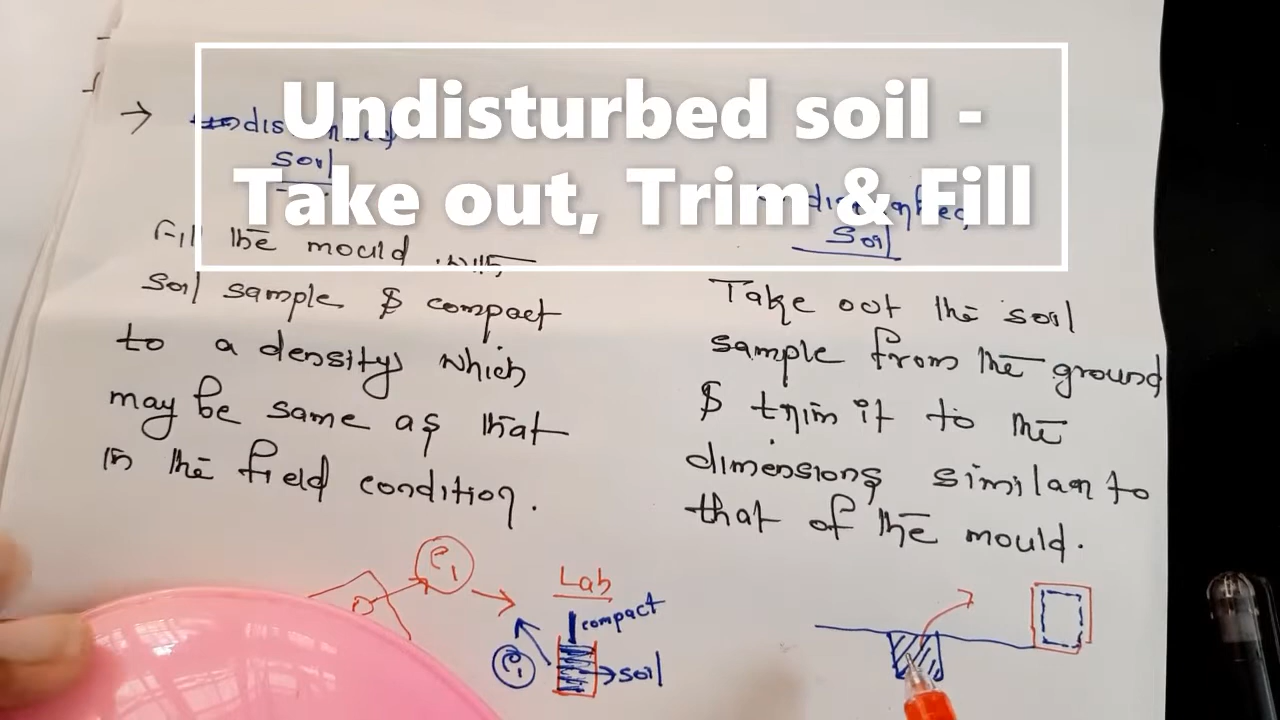 Undisturbed soil -
Take out, Trim & Fill
→
soil
Fill the mould with
soil sample & compact
to a density which
may be same as that
in the field condition.
soil
Take out the soil
sample from the ground
& trim it to the
dimensions similar to
that of the mould.
Lab
compact
soil